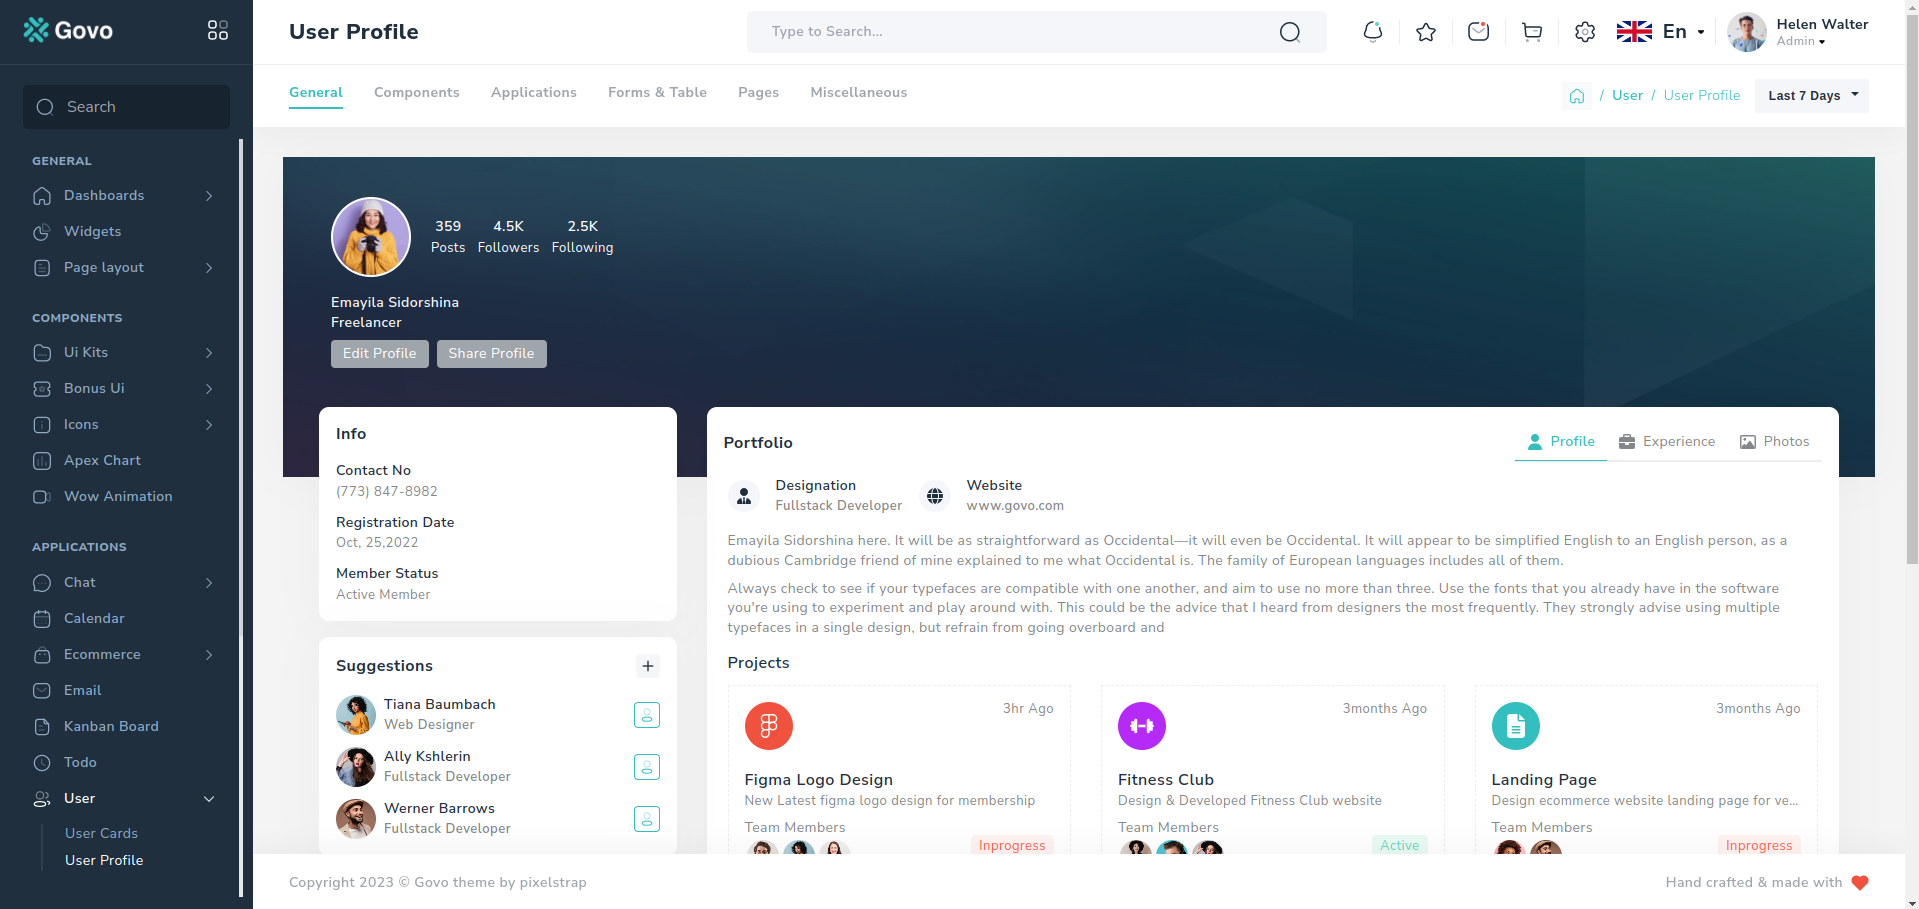 Govo
Search
GENERAL
Dashboards
Widgets
Page layout
COMPONENTS
Ui Kits
Bonus Ui
Icons
Apex Chart
Wow Animation
APPLICATIONS
Chat
Calendar
Ecommerce
Email
Kanban Board
Todo
User
User Cards
User Profile
User Profile
Type to Search...
En
Helen Walter
Admin
General Components Applications Forms & Table Pages Miscellaneous
/ User / User Profile
Last 7 Days
359 4.5K 2.5K
Posts Followers Following
Emayila Sidorshina
Freelancer
Edit Profile Share Profile
Info
Contact No
(773) 847-8982
Registration Date
Oct, 25,2022
Member Status
Active Member
Suggestions
+
Tiana Baumbach
Web Designer
Ally Kshlerin
Fullstack Developer
Werner Barrows
Fullstack Developer
Portfolio
Profile Experience Photos
Designation
Fullstack Developer
Website
www.govo.com
Emayila Sidorshina here. It will be as straightforward as Occidental—it will even be Occidental. It will appear to be simplified English to an English person, as a
dubious Cambridge friend of mine explained to me what Occidental is. The family of European languages includes all of them.
Always check to see if your typefaces are compatible with one another, and aim to use no more than three. Use the fonts that you already have in the software
you're using to experiment and play around with. This could be the advice that I heard from designers the most frequently. They strongly advise using multiple
typefaces in a single design, but refrain from going overboard and
Projects
3hr Ago
Figma Logo Design
New Latest figma logo design for membership
Team Members
Inprogress
3months Ago
Fitness Club
Design & Developed Fitness Club website
Team Members
Active
3months Ago
Landing Page
Design ecommerce website landing page for ve...
Team Members
Inprogress
Copyright 2023 © Govo theme by pixelstrap
Hand crafted & made with